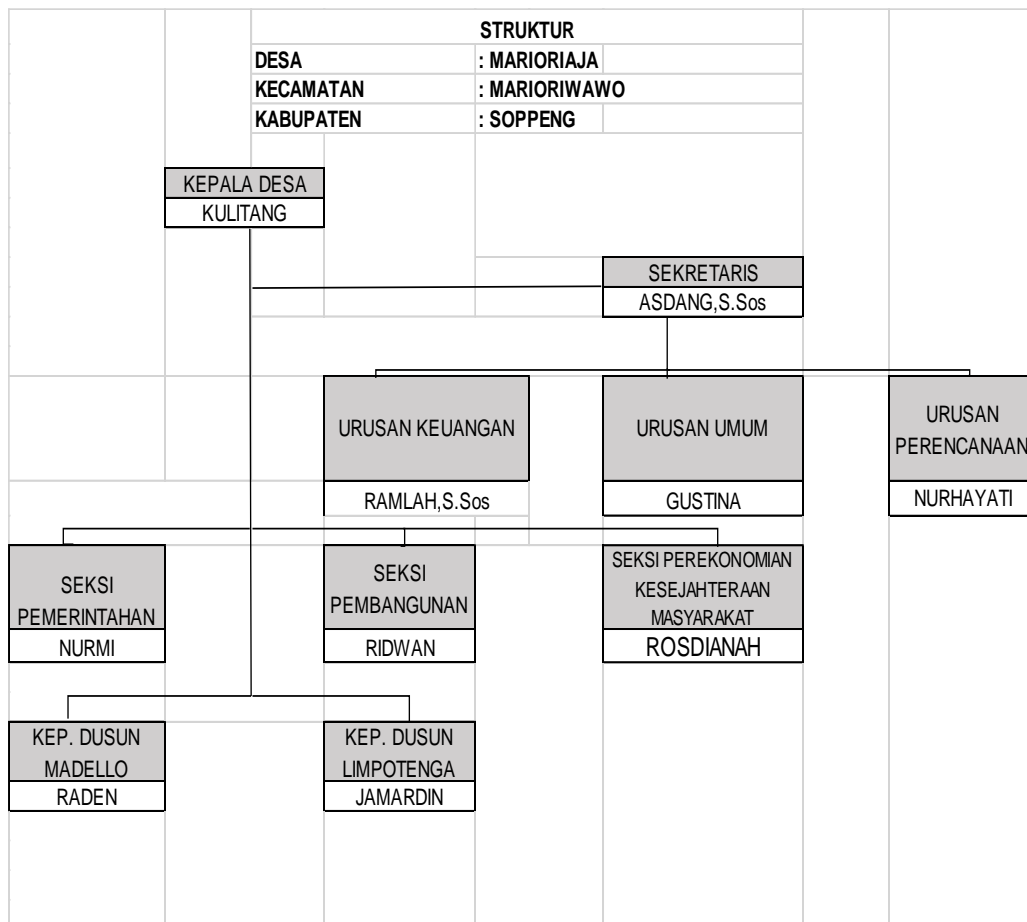 STRUKTUR
DESA : MARIORIAJA
KECAMATAN : MARIORIWAWO
KABUPATEN : SOPPENG
KEPALA DESA
KULITANG
SEKRETARIS
ASDANG,S.Sos
URUSAN KEUANGAN
RAMLAH,S.Sos
URUSAN UMUM
GUSTINA
URUSAN
PERENCANAAN
NURHAYATI
SEKSI
PEMERINTAHAN
NURMI
SEKSI
PEMBANGUNAN
RIDWAN
SEKSI PEREKONOMIAN
KESEJAHTERAAN
MASYARAKAT
ROSDIANAH
KEP. DUSUN
MADELLO
RADEN
KEP. DUSUN
LIMPOTENGA
JAMARDIN